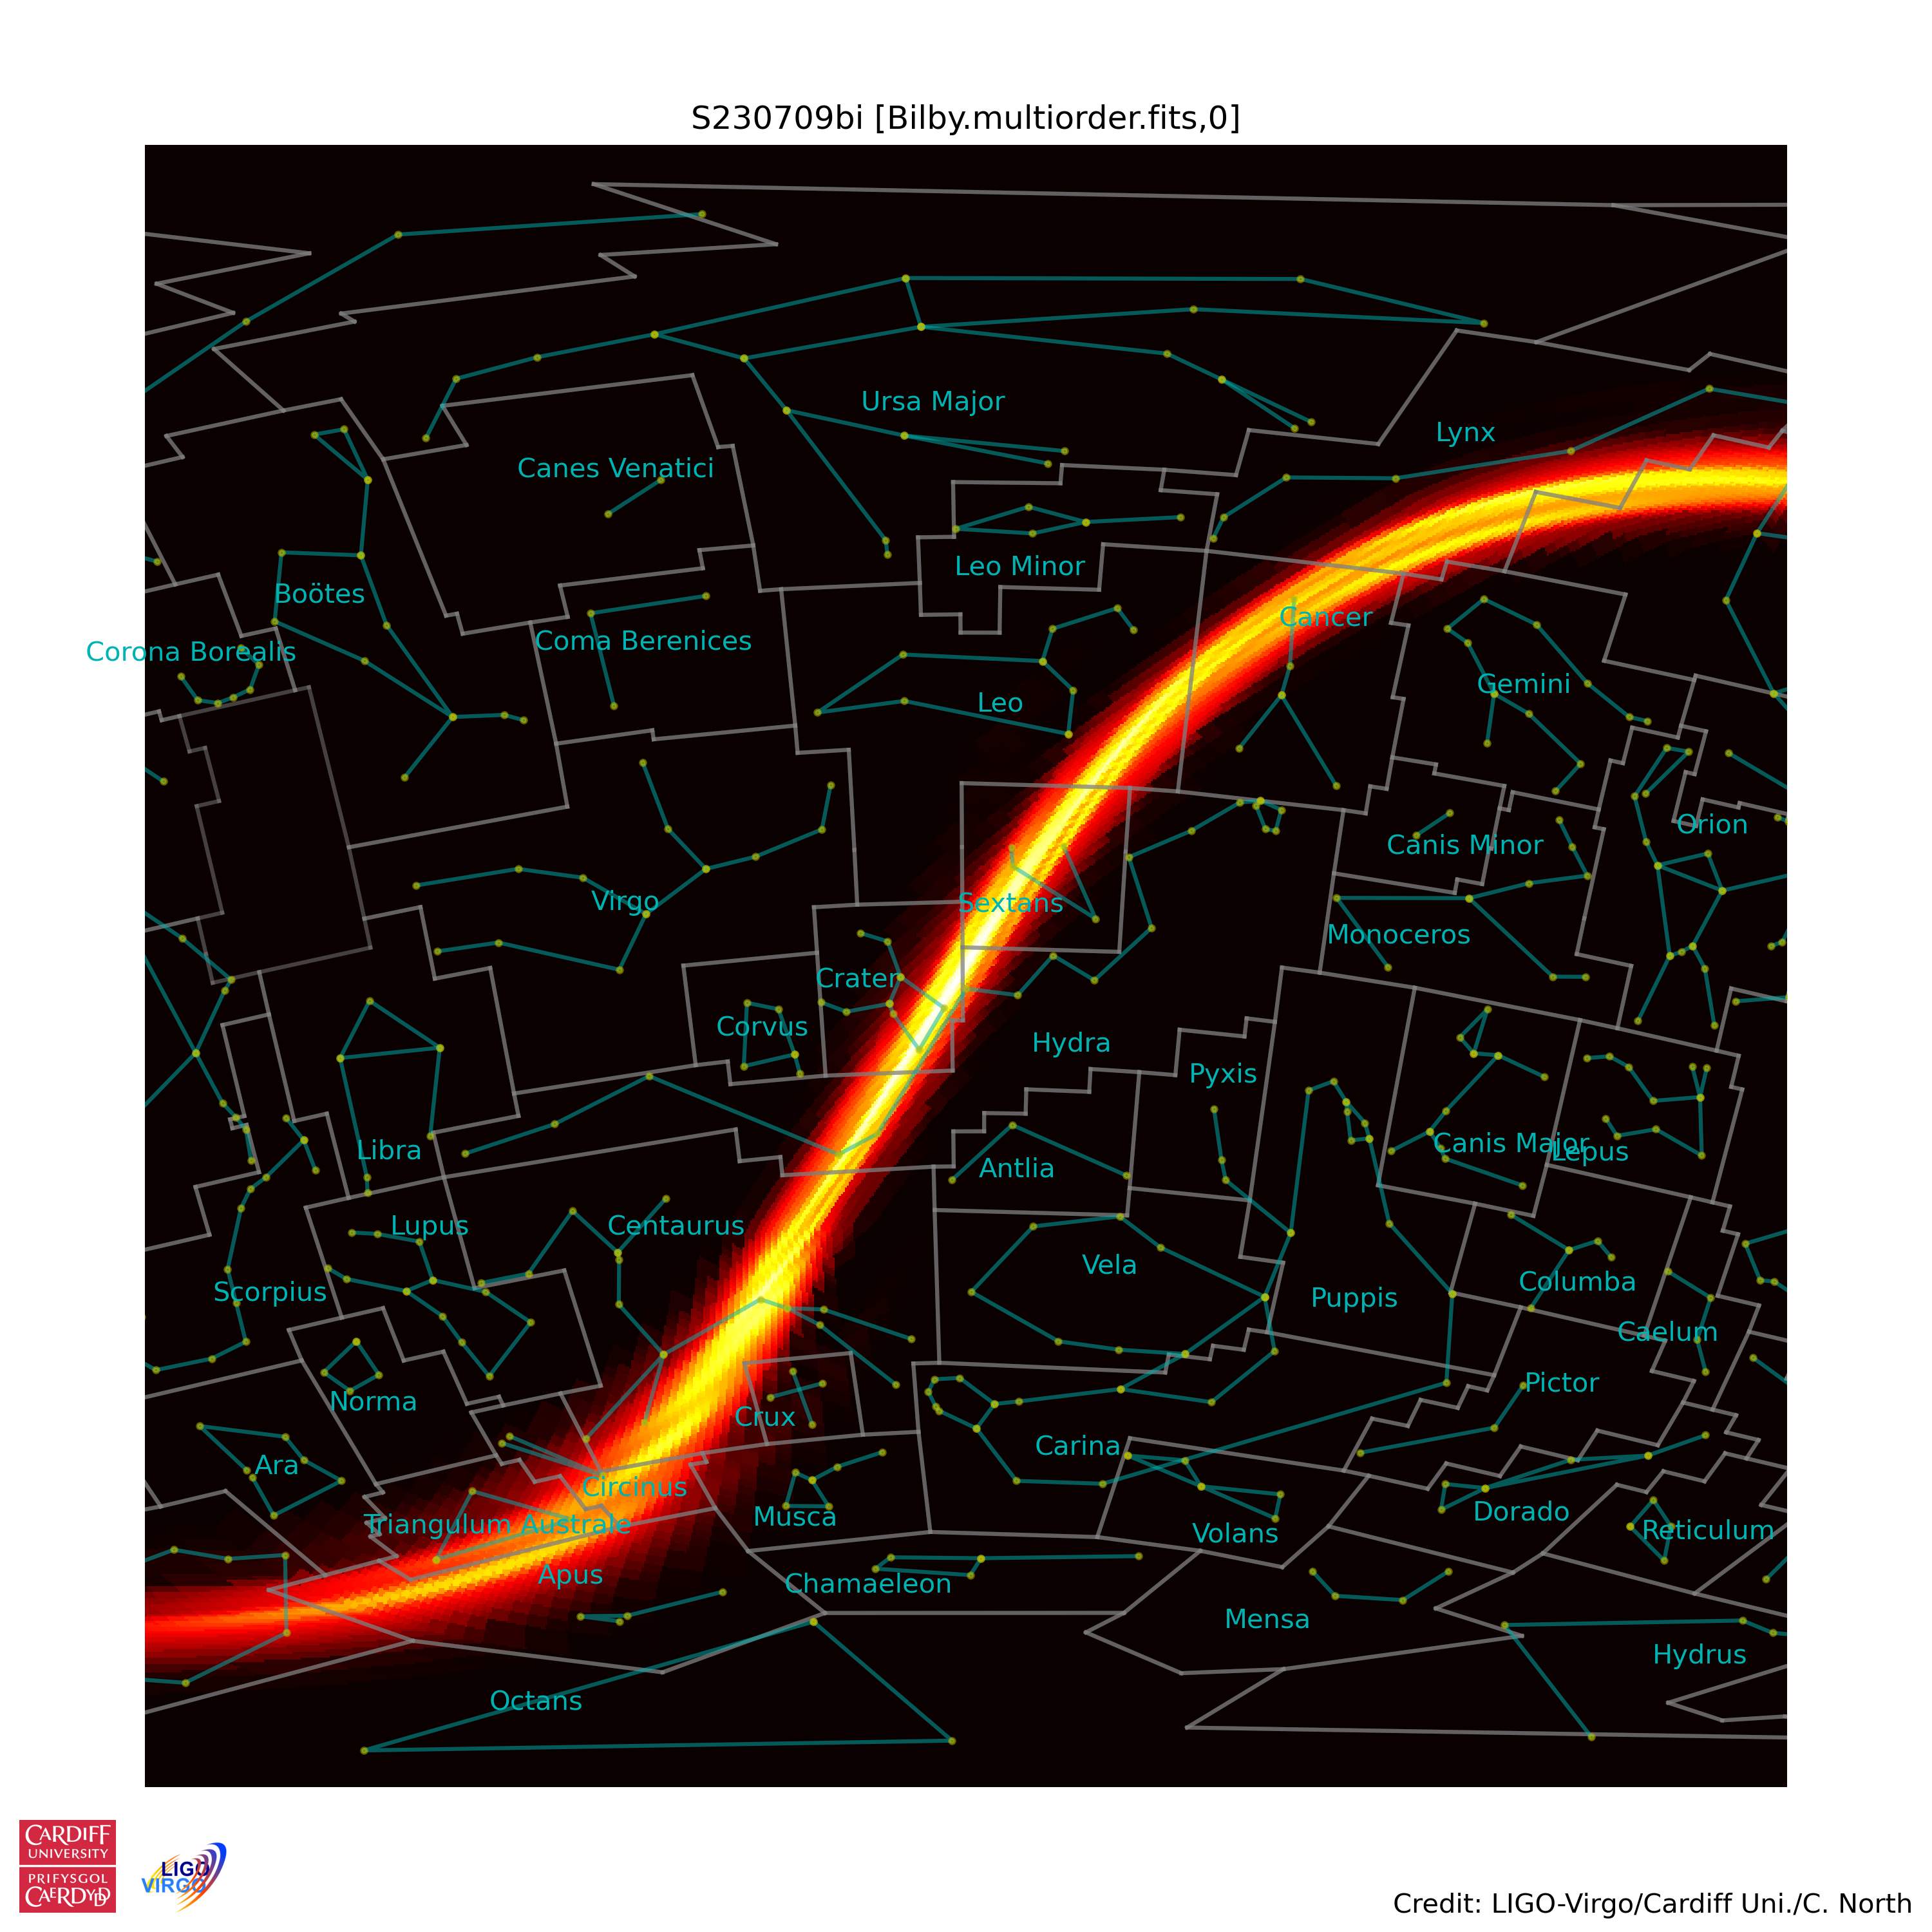 S230709bi [Bilby.multiorder.fits,0]
Ursa Major
Lynx
Canes Venatici
Leo Minor
Boötes
Cancer
Coma Berenices
Corona Borealis
Gemini
Leo
Orion
Canis Minor
Virgo
Sextans
Monoceros
Crater
Corvus
Hydra
Pyxis
Canis Major
Libra
Lepus
Antlia
Lupus
Centaurus
Vela
Columba
Scorpius
Puppis
Caelum
Pictor
Norma
Crux
Carina
Ara
Circinus
Dorado
Musca
Triangulum Australe
Reticulum
Volans
Apus
Chamaeleon
Mensa
Hydrus
Octans
CARDIFF
UNIVERSITY
PRIFYSGOL
CAERDYDD
LIGO
VIRGO
Credit: LIGO-Virgo/Cardiff Uni./C. North